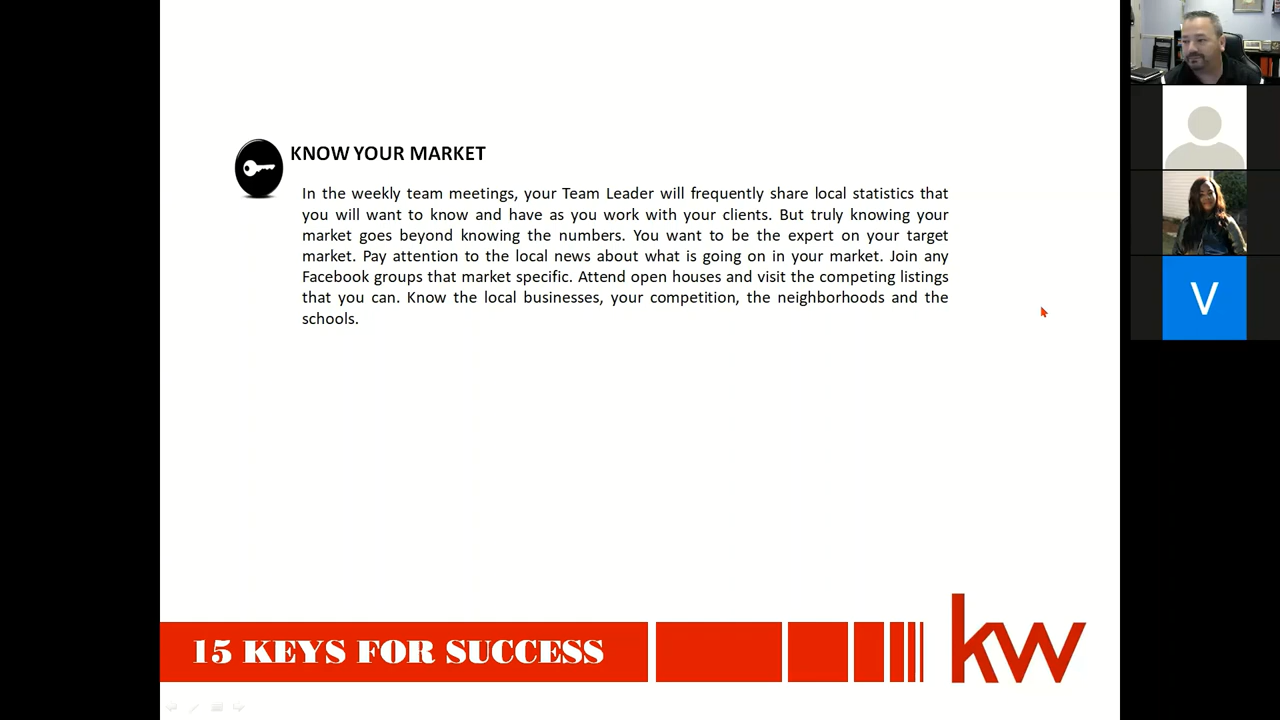 KNOW YOUR MARKET
In the weekly team meetings, your Team Leader will frequently share local statistics that
you will want to know and have as you work with your clients. But truly knowing your
market goes beyond knowing the numbers. You want to be the expert on your target
market. Pay attention to the local news about what is going on in your market. Join any
Facebook groups that market specific. Attend open houses and visit the competing listings
that you can. Know the local businesses, your competition, the neighborhoods and the
schools.
V
15 KEYS FOR SUCCESS
kw